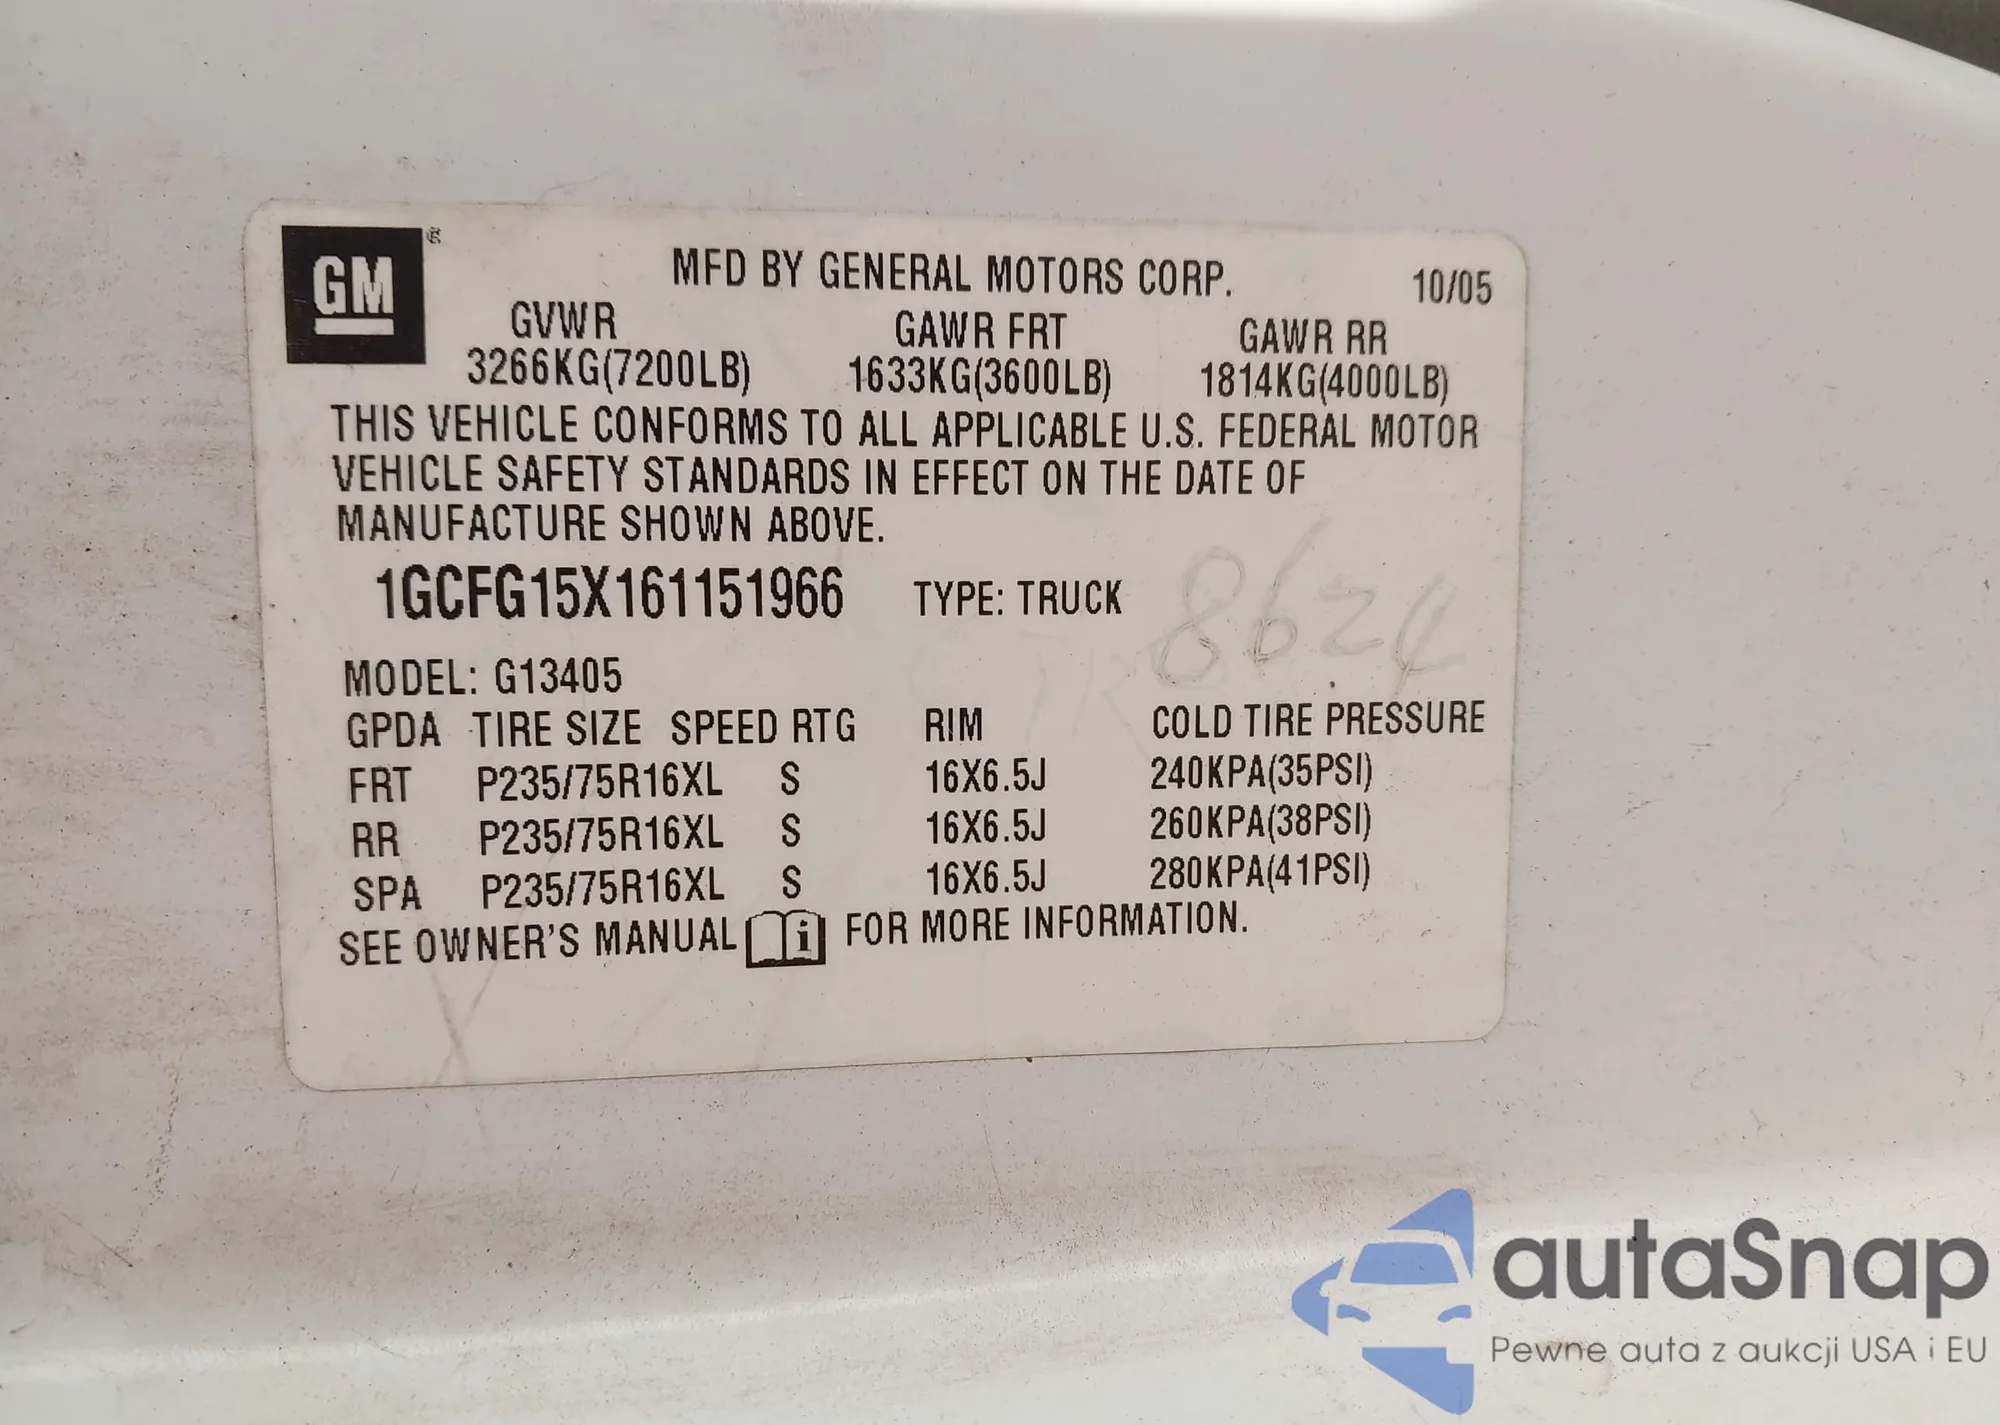 GM
MFD BY GENERAL MOTORS CORP. 10/05
GVWR GAWR FRT GAWR RR
3266KG(7200LB) 1633KG(3600LB) 1814KG(4000LB)
THIS VEHICLE CONFORMS TO ALL APPLICABLE U.S. FEDERAL MOTOR
VEHICLE SAFETY STANDARDS IN EFFECT ON THE DATE OF
MANUFACTURE SHOWN ABOVE.
1GCFG15X161151966 TYPE: TRUCK
8624
MODEL: G13405
GPDA TIRE SIZE SPEED RTG RIM COLD TIRE PRESSURE
FRT P235/75R16XL S 16X6.5J 240KPA(35PSI)
RR P235/75R16XL S 16X6.5J 260KPA(38PSI)
SPA P235/75R16XL S 16X6.5J 280KPA(41PSI)
SEE OWNER'S MANUAL i FOR MORE INFORMATION.
autaSnap
Pewne auta z aukcji USA i EU